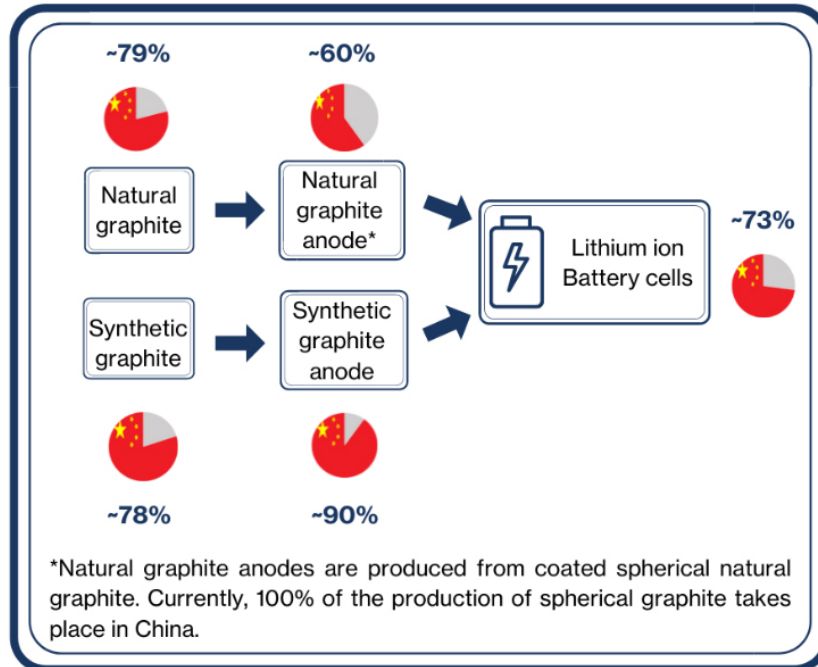 ~79%
~60%
Natural
graphite
Natural
graphite
anode*
~73%
Lithium ion
Battery cells
Synthetic
graphite
Synthetic
graphite
anode
~78%
~90%
*Natural graphite anodes are produced from coated spherical natural
graphite. Currently, 100% of the production of spherical graphite takes
place in China.